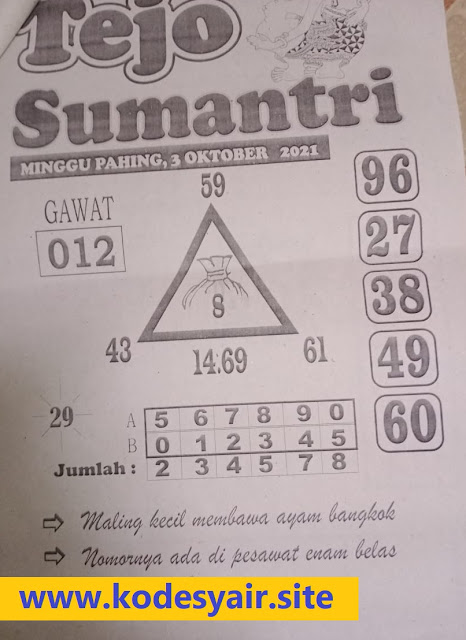 Tejo
Sumantri
MINGGU PAHING, 3 OKTOBER 2021
59
96
GAWAT
012
27
8
38
43
14.69
61
49
29
A 5 6 7 8 9 0
B 0 1 2 3 4 5
60
Jumlah : 2 3 4 5 7 8
⇨ Maling kecil membawa ayam bangkok
⇨ Nomornya ada di pesawat enam belas
www.kodesyair.site